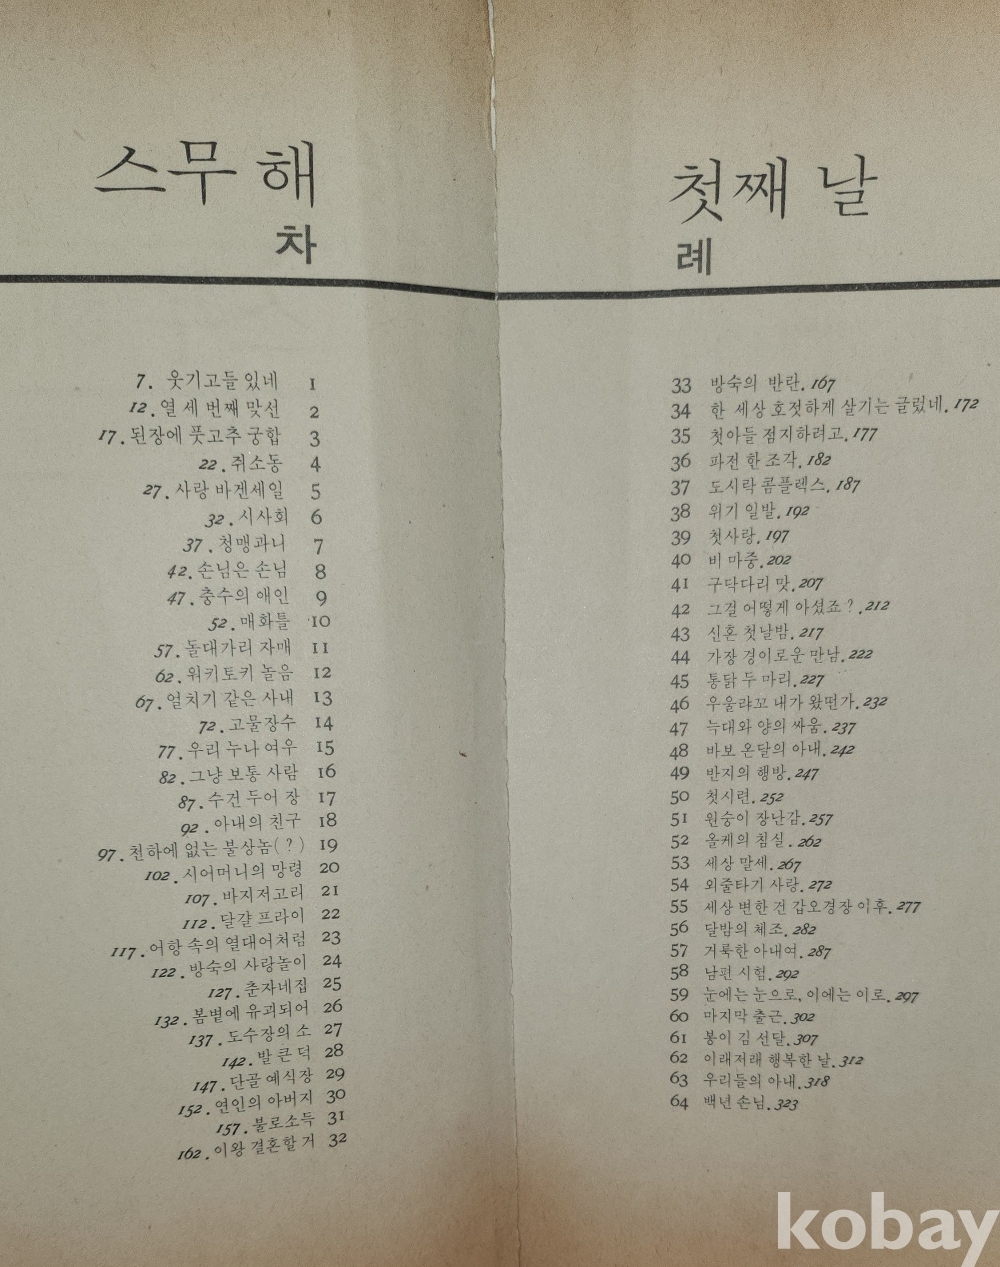 스무 해 첫째 날
차 례
7. 웃기고들 있네 1
12. 열 세 번째 맞선 2
17. 된장에 풋고추 궁합 3
22. 쥐소동 4
27. 사랑 바겐세일 5
32. 시사회 6
37. 청맹과니 7
42. 손님은 손님 8
47. 충수의 애인 9
52. 매화틀 10
57. 돌대가리 자매 11
62. 워키토키 놀음 12
67. 얼치기 같은 사내 13
72. 고물장수 14
77. 우리 누나 여우 15
82. 그냥 보통 사람 16
87. 수건 두어 장 17
92. 아내의 친구 18
97. 천하에 없는 불상놈(?) 19
102. 시어머니의 망령 20
107. 바지저고리 21
112. 달걀 프라이 22
117. 어항 속의 열대어처럼 23
122. 방숙의 사랑놀이 24
127. 춘자네집 25
132. 봄볕에 유괴되어 26
137. 도수장의 소 27
142. 발 큰 덕 28
147. 단골 예식장 29
152. 연인의 아버지 30
157. 불로소득 31
162. 이왕 결혼할 거 32
33 방숙의 반란. 167
34 한 세상 호젓하게 살기는 글렀네. 172
35 첫아들 점지하려고. 177
36 파전 한 조각. 182
37 도시락 콤플렉스. 187
38 위기 일발. 192
39 첫사랑. 197
40 비 마중. 202
41 구닥다리 맛. 207
42 그걸 어떻게 아셨죠?. 212
43 신혼 첫날밤. 217
44 가장 경이로운 만남. 222
45 통닭 두 마리. 227
46 우울랴꼬 내가 왔던가. 232
47 늑대와 양의 싸움. 237
48 바보 온달의 아내. 242
49 반지의 행방. 247
50 첫시련. 252
51 원숭이 장난감. 257
52 올케의 침실. 262
53 세상 말세. 267
54 외줄타기 사랑. 272
55 세상 변한 건 갑오경장 이후. 277
56 달밤의 체조. 282
57 거룩한 아내여. 287
58 남편 시험. 292
59 눈에는 눈으로, 이에는 이로. 297
60 마지막 출근. 302
61 봉이 김 선달. 307
62 이래저래 행복한 날. 312
63 우리들의 아내. 318
64 백년 손님. 323
kobay